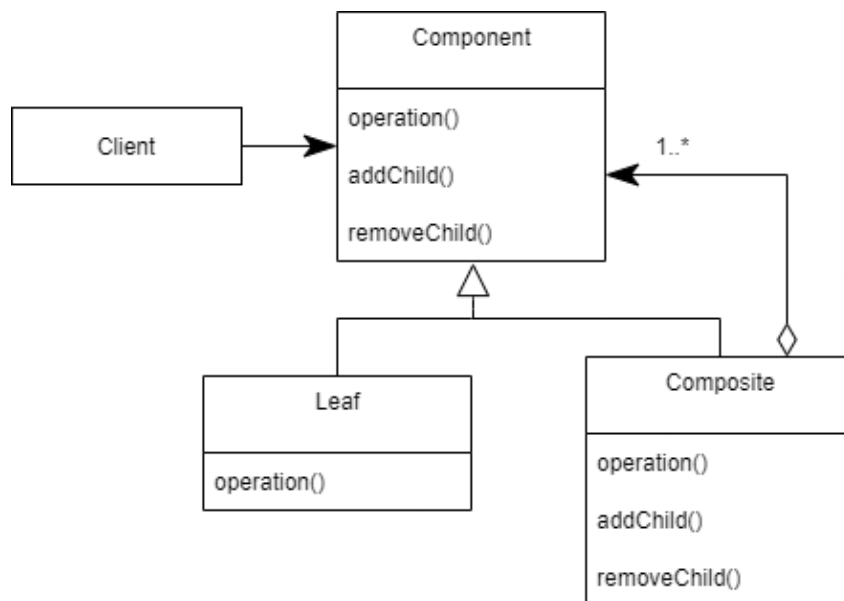 Component
operation()
addChild()
removeChild()
Client
1..*
Leaf
operation()
Composite
operation()
addChild()
removeChild()